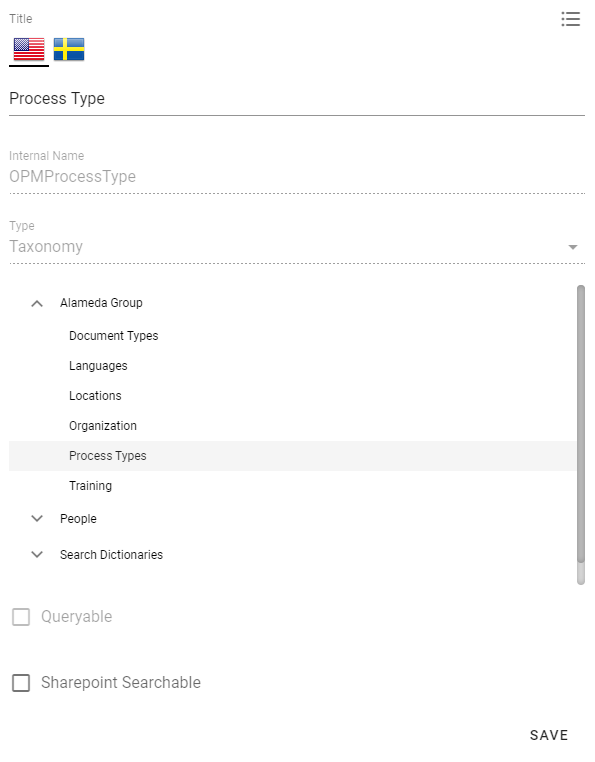 Title
Process Type
Internal Name
OPMProcessType
Type
Taxonomy
Alameda Group
Document Types
Languages
Locations
Organization
Process Types
Training
People
Search Dictionaries
Queryable
Sharepoint Searchable
SAVE